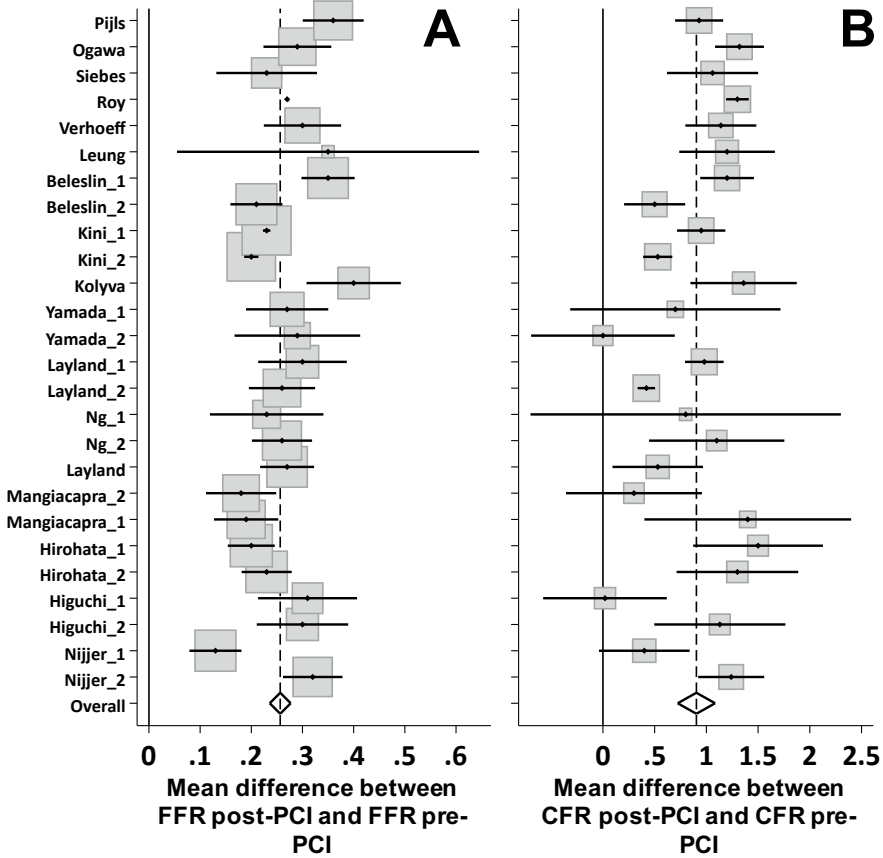 A
B
Pijls
Ogawa
Siebes
Roy
Verhoeff
Leung
Beleslin_1
Beleslin_2
Kini_1
Kini_2
Kolyva
Yamada_1
Yamada_2
Layland_1
Layland_2
Ng_1
Ng_2
Layland
Mangiacapra_2
Mangiacapra_1
Hirohata_1
Hirohata_2
Higuchi_1
Higuchi_2
Nijjer_1
Nijjer_2
Overall
0 .1 .2 .3 .4 .5 .6
Mean difference between
FFR post-PCI and FFR pre-
PCI
0 .5 1 1.5 2 2.5
Mean difference between
CFR post-PCI and CFR pre-
PCI